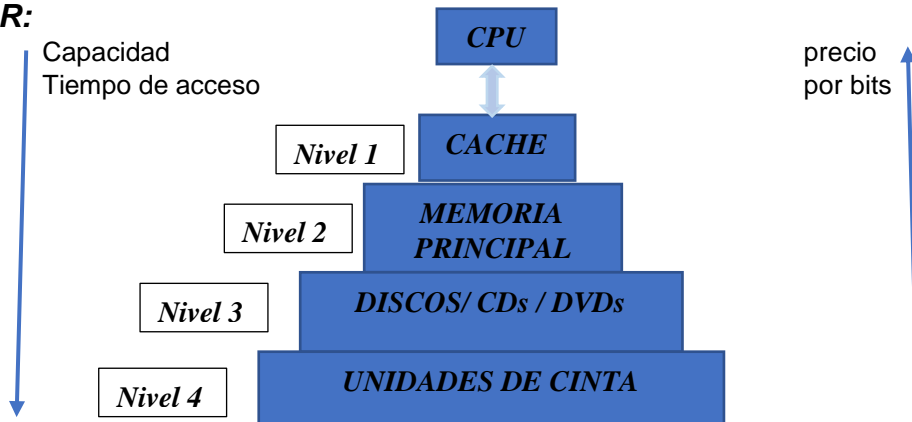 R:
Capacidad
Tiempo de acceso
CPU
precio
por bits
Nivel 1
CACHE
Nivel 2
MEMORIA
PRINCIPAL
Nivel 3
DISCOS/ CDs / DVDs
Nivel 4
UNIDADES DE CINTA